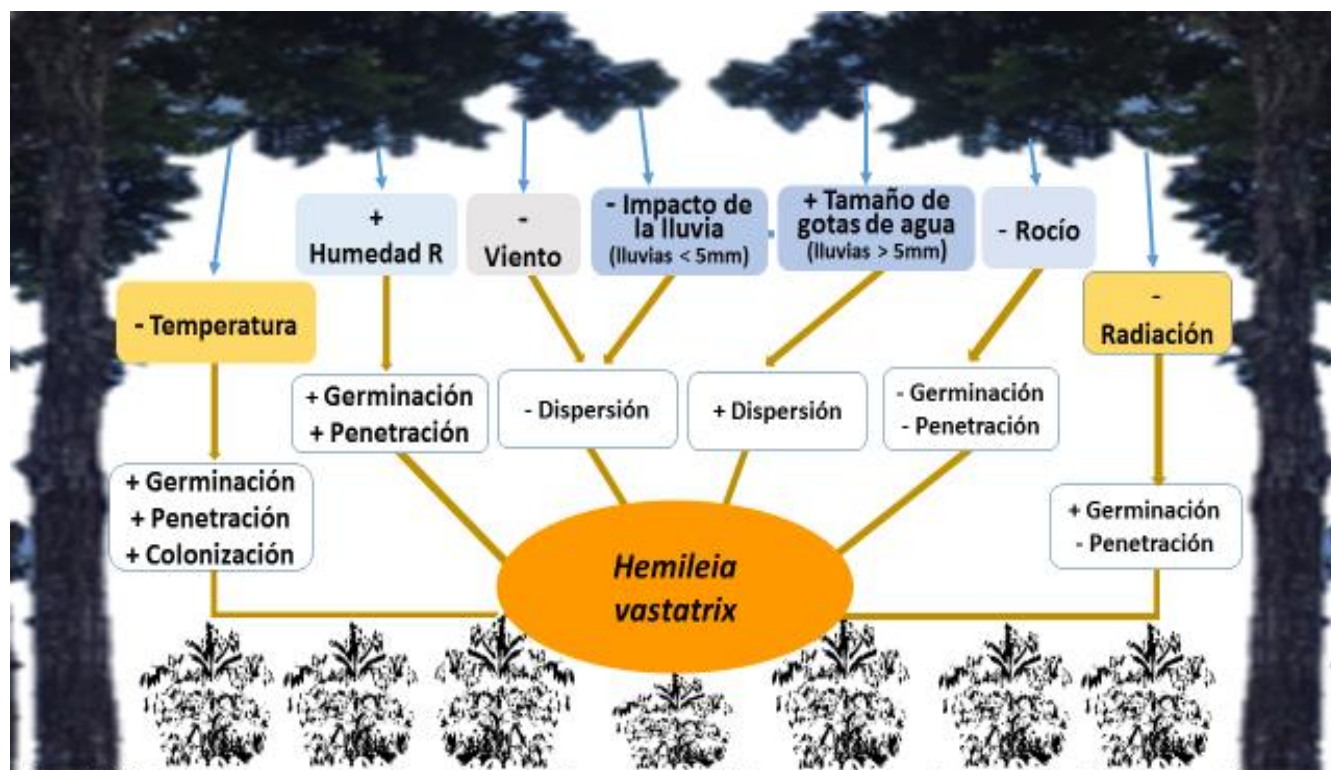 +
Humedad R
-
Viento
- Impacto de
la lluvia
(lluvias < 5mm)
+ Tamaño de
gotas de agua
(lluvias > 5mm)
- Rocío
- Temperatura
-
Radiación
+ Germinación
+ Penetración
- Dispersión
+ Dispersión
- Germinación
- Penetración
+ Germinación
+ Penetración
+ Colonización
+ Germinación
- Penetración
Hemileia
vastatrix